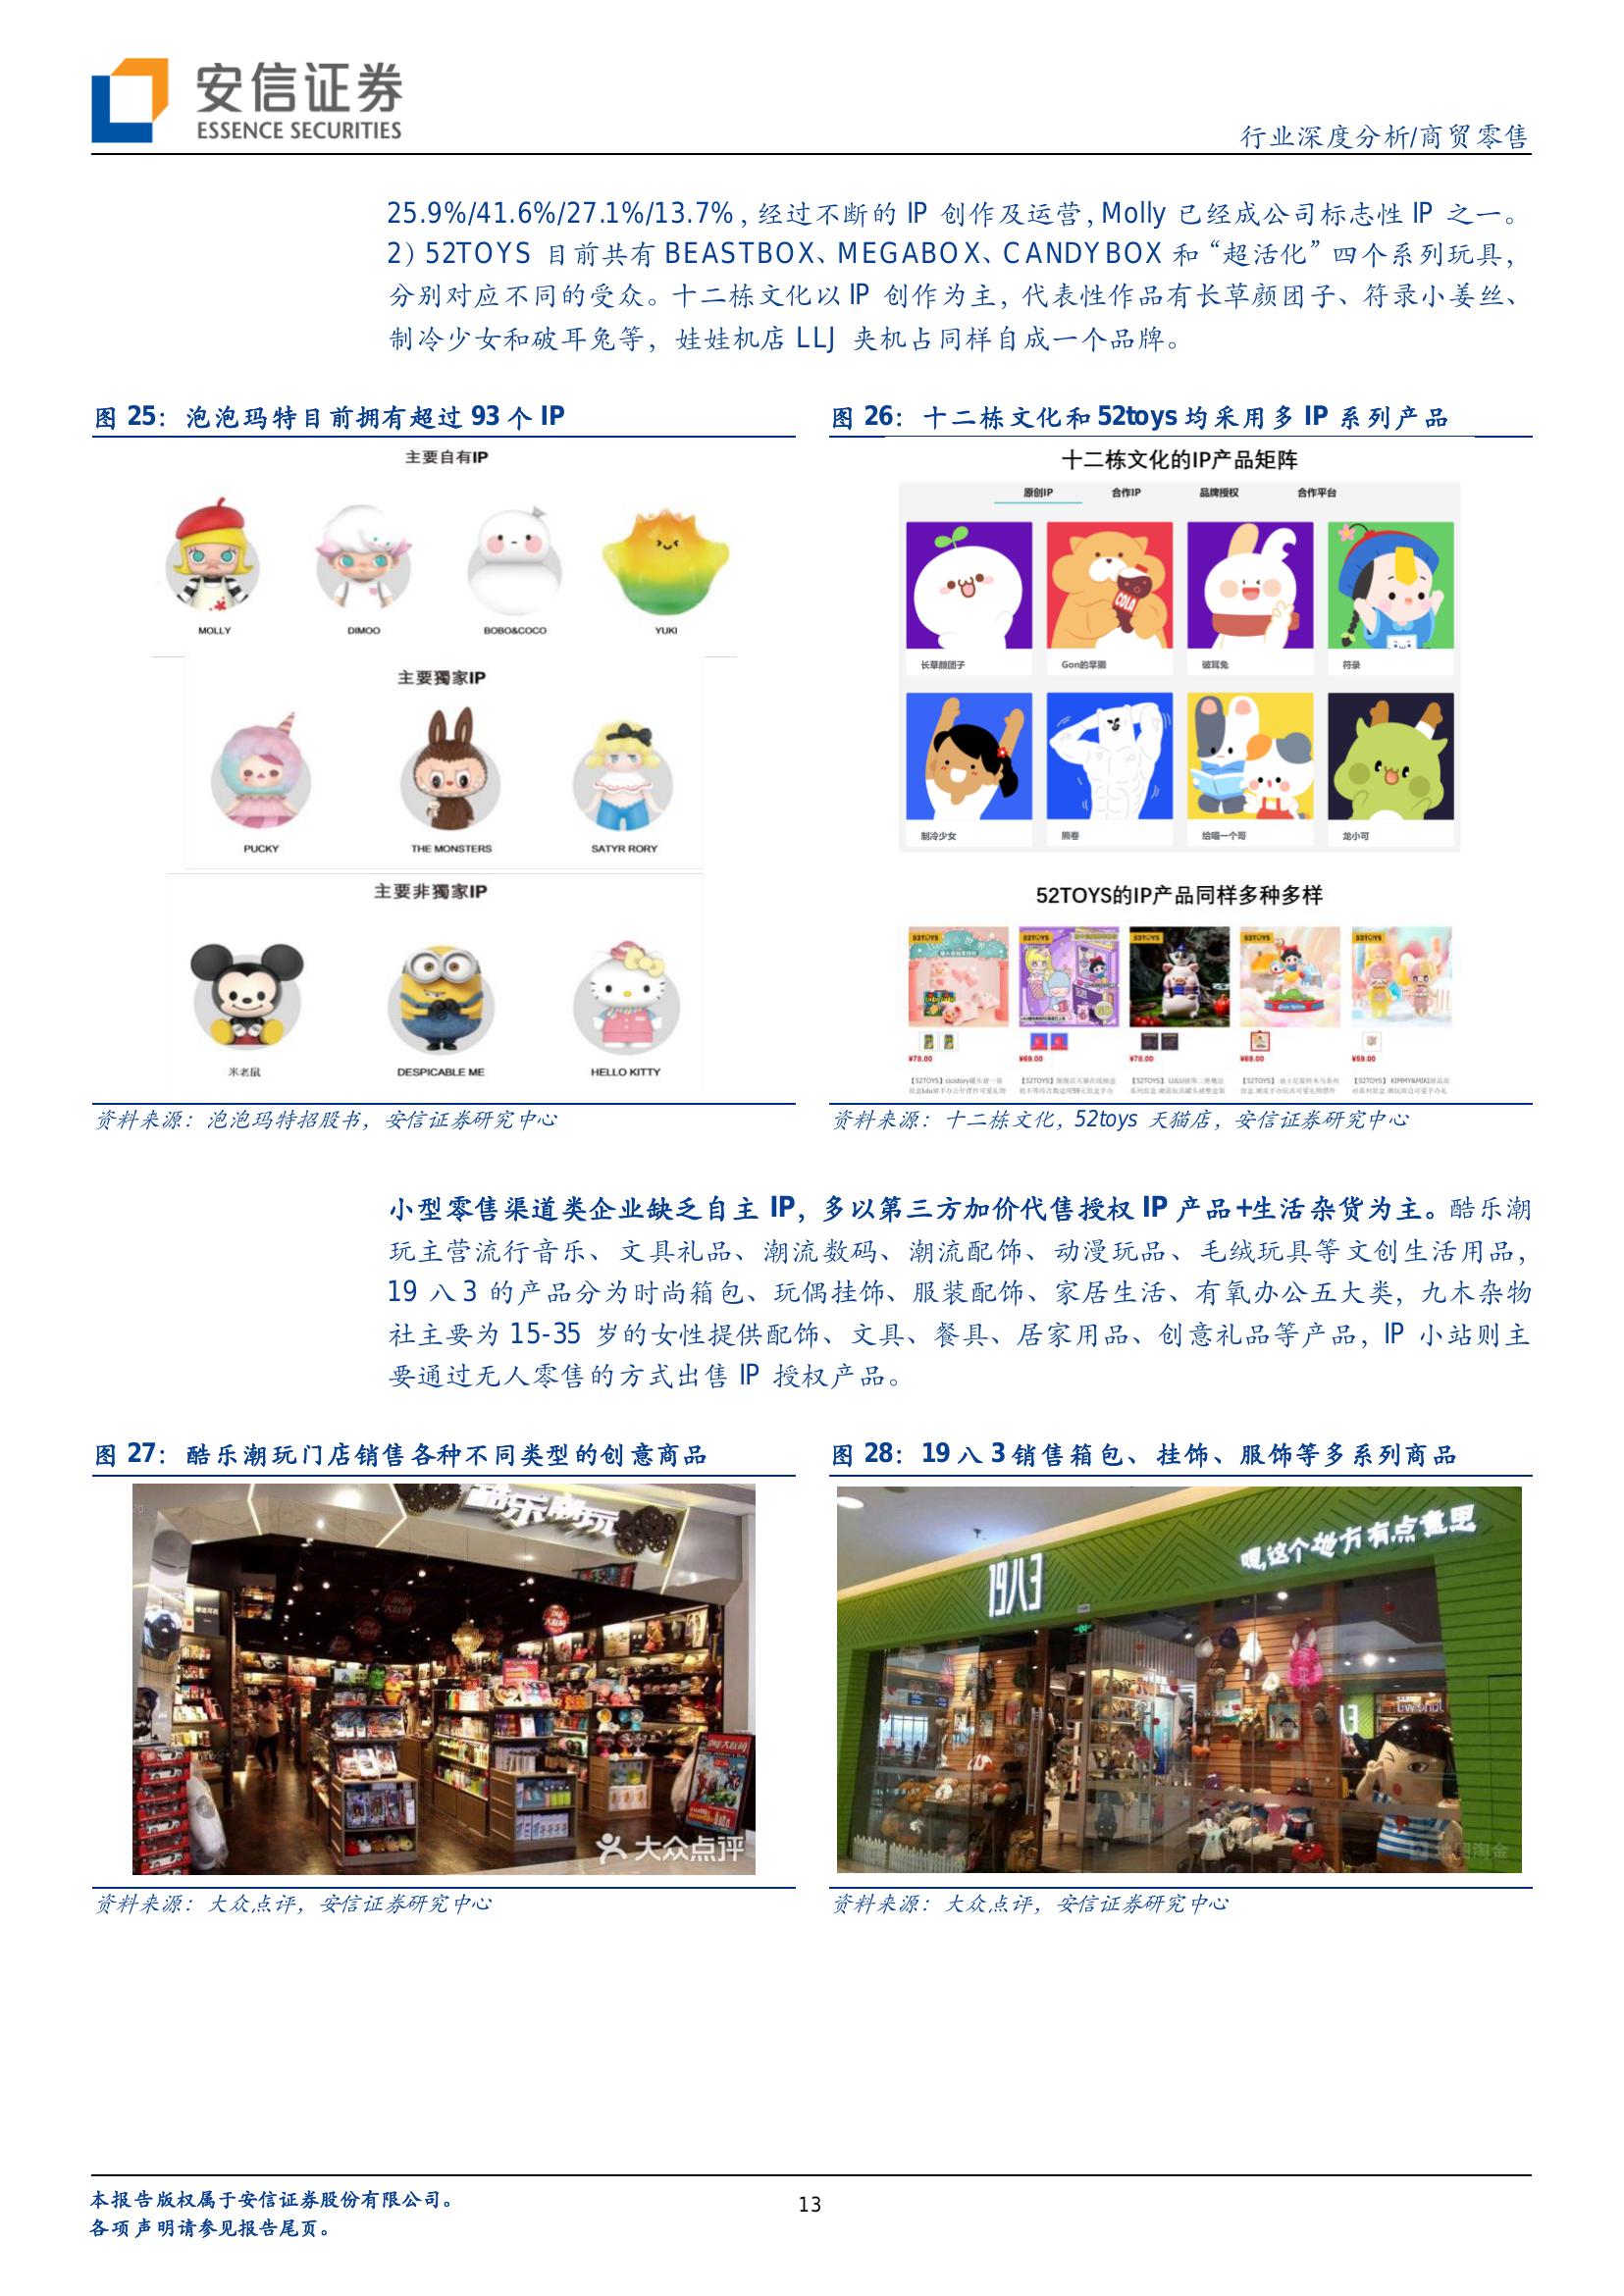 安信证券
ESSENCE SECURITIES
行业深度分析/商贸零售
25.9%/41.6%/27.1%/13.7%，经过不断的 IP 创作及运营，Molly 已经成公司标志性 IP 之一。
2）52TOYS 目前共有 BEASTBOX、MEGABOX、CANDYBOX 和“超活化”四个系列玩具，
分别对应不同的受众。十二栋文化以 IP 创作为主，代表性作品有长草颜团子、符录小姜丝、
制冷少女和破耳兔等，娃娃机店 LLJ 夹机占同样自成一个品牌。
图 25：泡泡玛特目前拥有超过 93 个 IP
主要自有IP
MOLLY DIMOO BOBO&COCO YUKI
主要獨家IP
PUCKY THE MONSTERS SATYR RORY
主要非獨家IP
米老鼠 DESPICABLE ME HELLO KITTY
资料来源：泡泡玛特招股书，安信证券研究中心
图 26：十二栋文化和 52toys 均采用多 IP 系列产品
十二栋文化的IP产品矩阵
原创IP 合作IP 品牌授权 合作平台
COLA
长草颜团子 Gon的旱獭 破耳兔 符录
制冷少女 熊卷 给喵一个哥 龙小可
52TOYS的IP产品同样多种多样
52TOYS 52TOYS 52TOYS 52TOYS 52TOYS
¥78.00 ¥69.00 ¥78.00 ¥69.00 ¥59.00
资料来源：十二栋文化，52toys 天猫店，安信证券研究中心
小型零售渠道类企业缺乏自主 IP，多以第三方加价代售授权 IP 产品+生活杂货为主。酷乐潮
玩主营流行音乐、文具礼品、潮流数码、潮流配饰、动漫玩品、毛绒玩具等文创生活用品，
19 八 3 的产品分为时尚箱包、玩偶挂饰、服装配饰、家居生活、有氧办公五大类，九木杂物
社主要为 15-35 岁的女性提供配饰、文具、餐具、居家用品、创意礼品等产品，IP 小站则主
要通过无人零售的方式出售 IP 授权产品。
图 27：酷乐潮玩门店销售各种不同类型的创意商品
酷乐潮玩
大众点评
资料来源：大众点评，安信证券研究中心
图 28：19 八 3 销售箱包、挂饰、服饰等多系列商品
19八3
嗯,这个地方有点意思
资料来源：大众点评，安信证券研究中心
本报告版权属于安信证券股份有限公司。
各项声明请参见报告尾页。
13